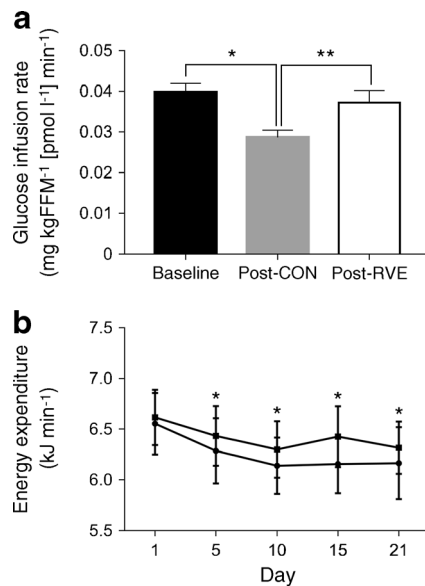 a
Glucose infusion rate
(mg kgFFM⁻¹ [pmol l⁻¹] min⁻¹)
0.05
0.04
0.03
0.02
0.01
0
*
**
Baseline Post-CON Post-RVE
b
Energy expenditure
(kJ min⁻¹)
7.5
7.0
6.5
6.0
5.5
* * * *
1 5 10 15 21
Day